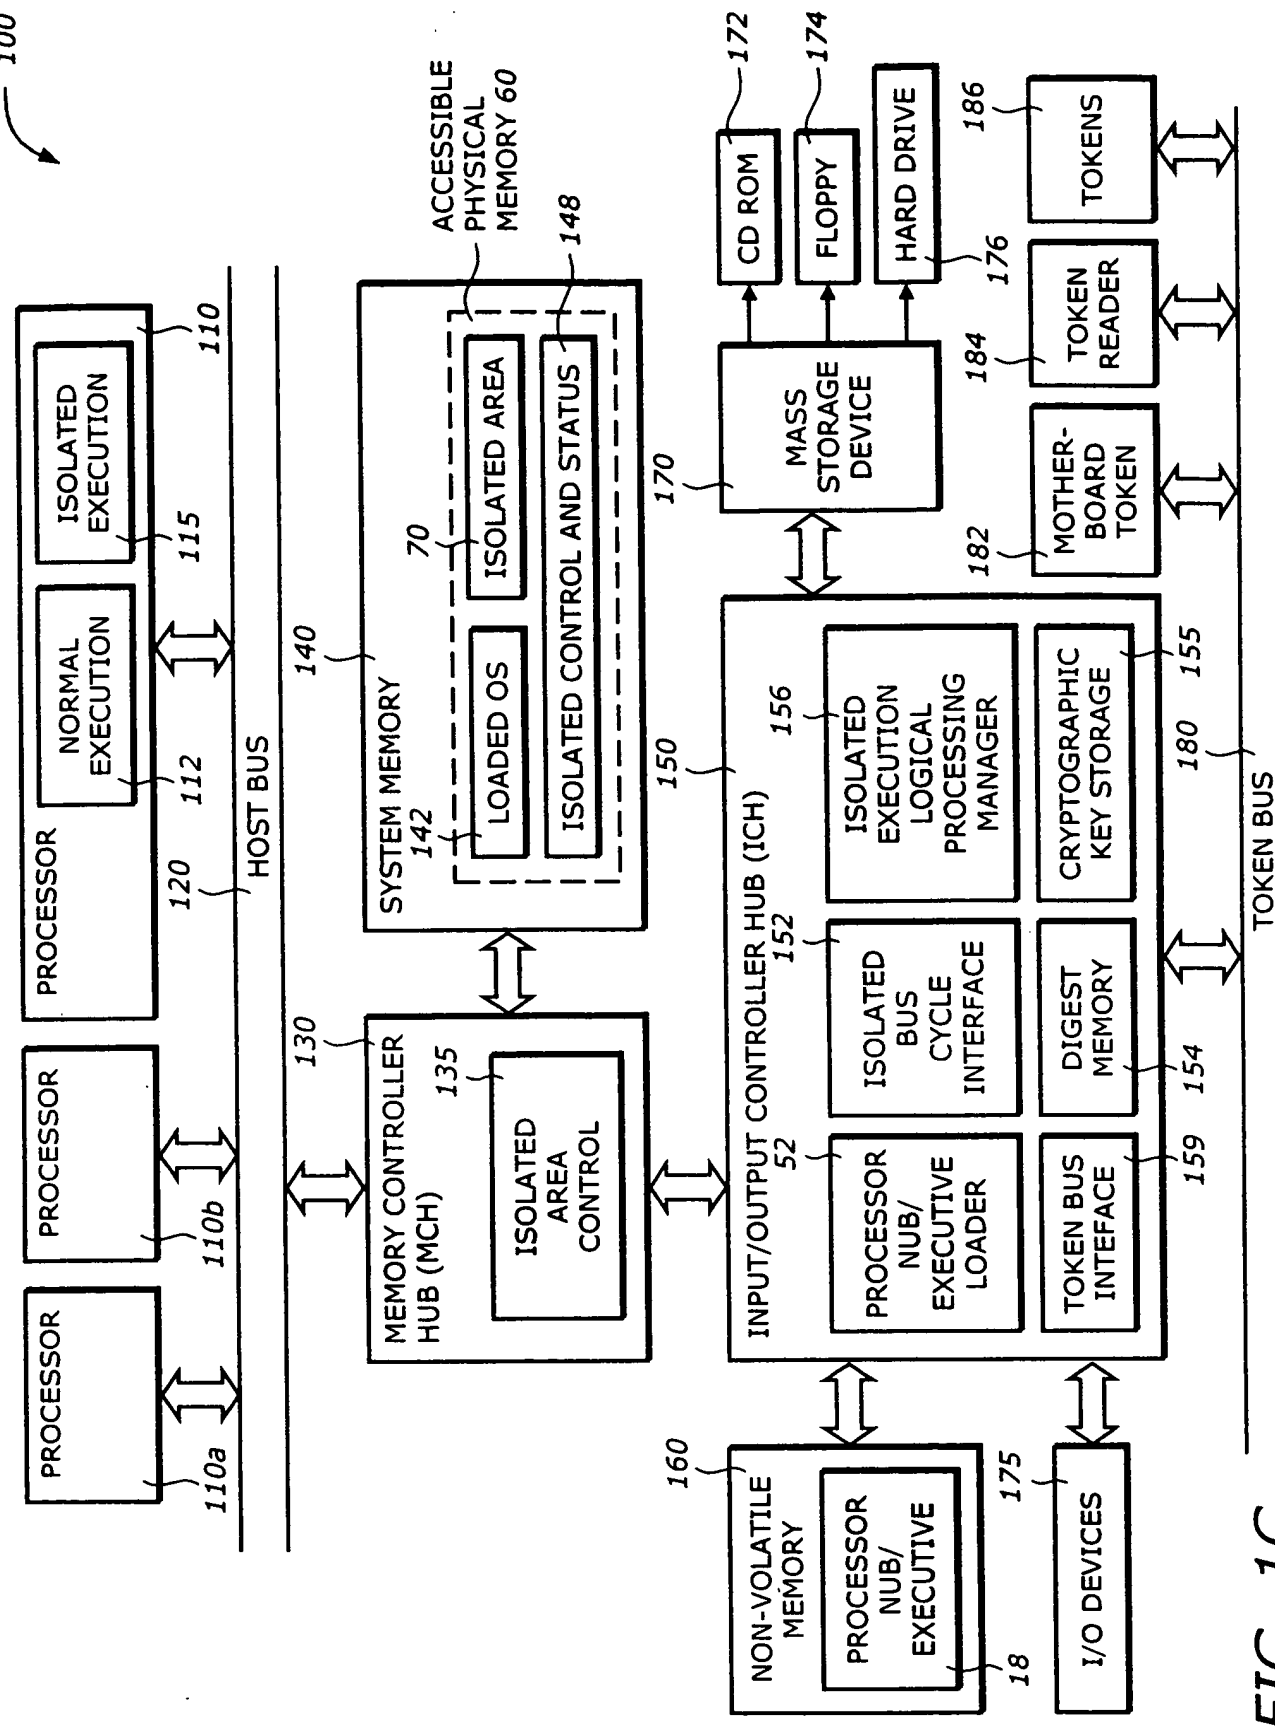 100
PROCESSOR
110a
PROCESSOR
110b
PROCESSOR
NORMAL
EXECUTION
112
ISOLATED
EXECUTION
115
110
120
HOST BUS
130
MEMORY CONTROLLER
HUB (MCH)
135
ISOLATED
AREA
CONTROL
140
SYSTEM MEMORY
142
LOADED OS
70
ISOLATED AREA
ISOLATED CONTROL AND STATUS
148
ACCESSIBLE
PHYSICAL
MEMORY 60
150
INPUT/OUTPUT CONTROLLER HUB (ICH)
52
PROCESSOR
NUB/
EXECUTIVE
LOADER
152
ISOLATED
BUS
CYCLE
INTERFACE
156
ISOLATED
EXECUTION
LOGICAL
PROCESSING
MANAGER
TOKEN BUS
INTEFACE
159
DIGEST
MEMORY
154
CRYPTOGRAPHIC
KEY STORAGE
155
160
NON-VOLATILE
MEMORY
PROCESSOR
NUB/
EXECUTIVE
18
175
I/O DEVICES
170
MASS
STORAGE
DEVICE
CD ROM
172
FLOPPY
174
HARD DRIVE
176
182
MOTHER-
BOARD
TOKEN
184
TOKEN
READER
186
TOKENS
180
TOKEN BUS
FIG. 1C